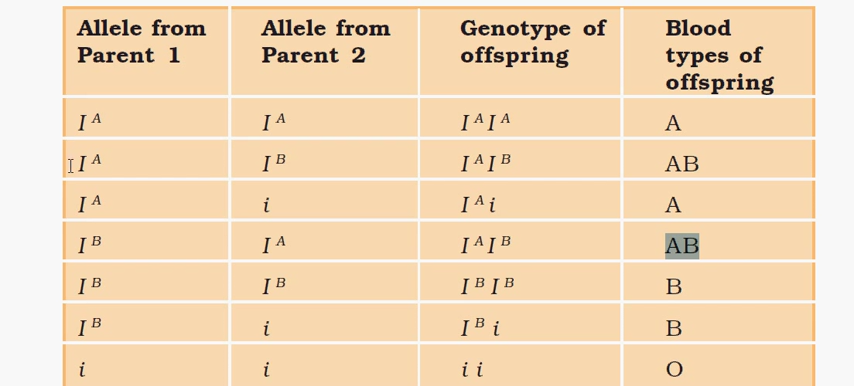 Allele from Parent 1 Allele from Parent 2 Genotype of offspring Blood types of offspring
I A I A I A I A A
I A I B I A I B AB
I A i I A i A
I B I A I A I B AB
I B I B I B I B B
I B i I B i B
i i i i O